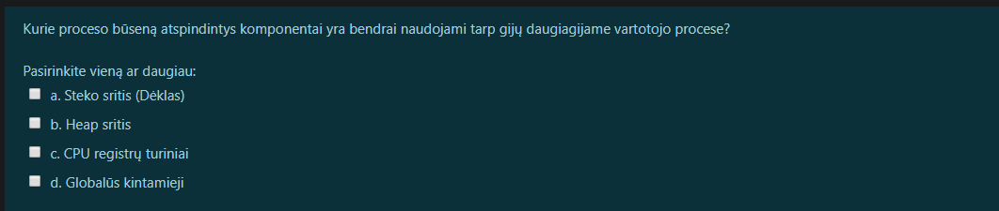 Kurie proceso būseną atspindintys komponentai yra bendrai naudojami tarp gijų daugiagijame vartotojo procese?
Pasirinkite vieną ar daugiau:
a. Steko sritis (Dėklas)
b. Heap sritis
c. CPU registrų turiniai
d. Globalūs kintamieji